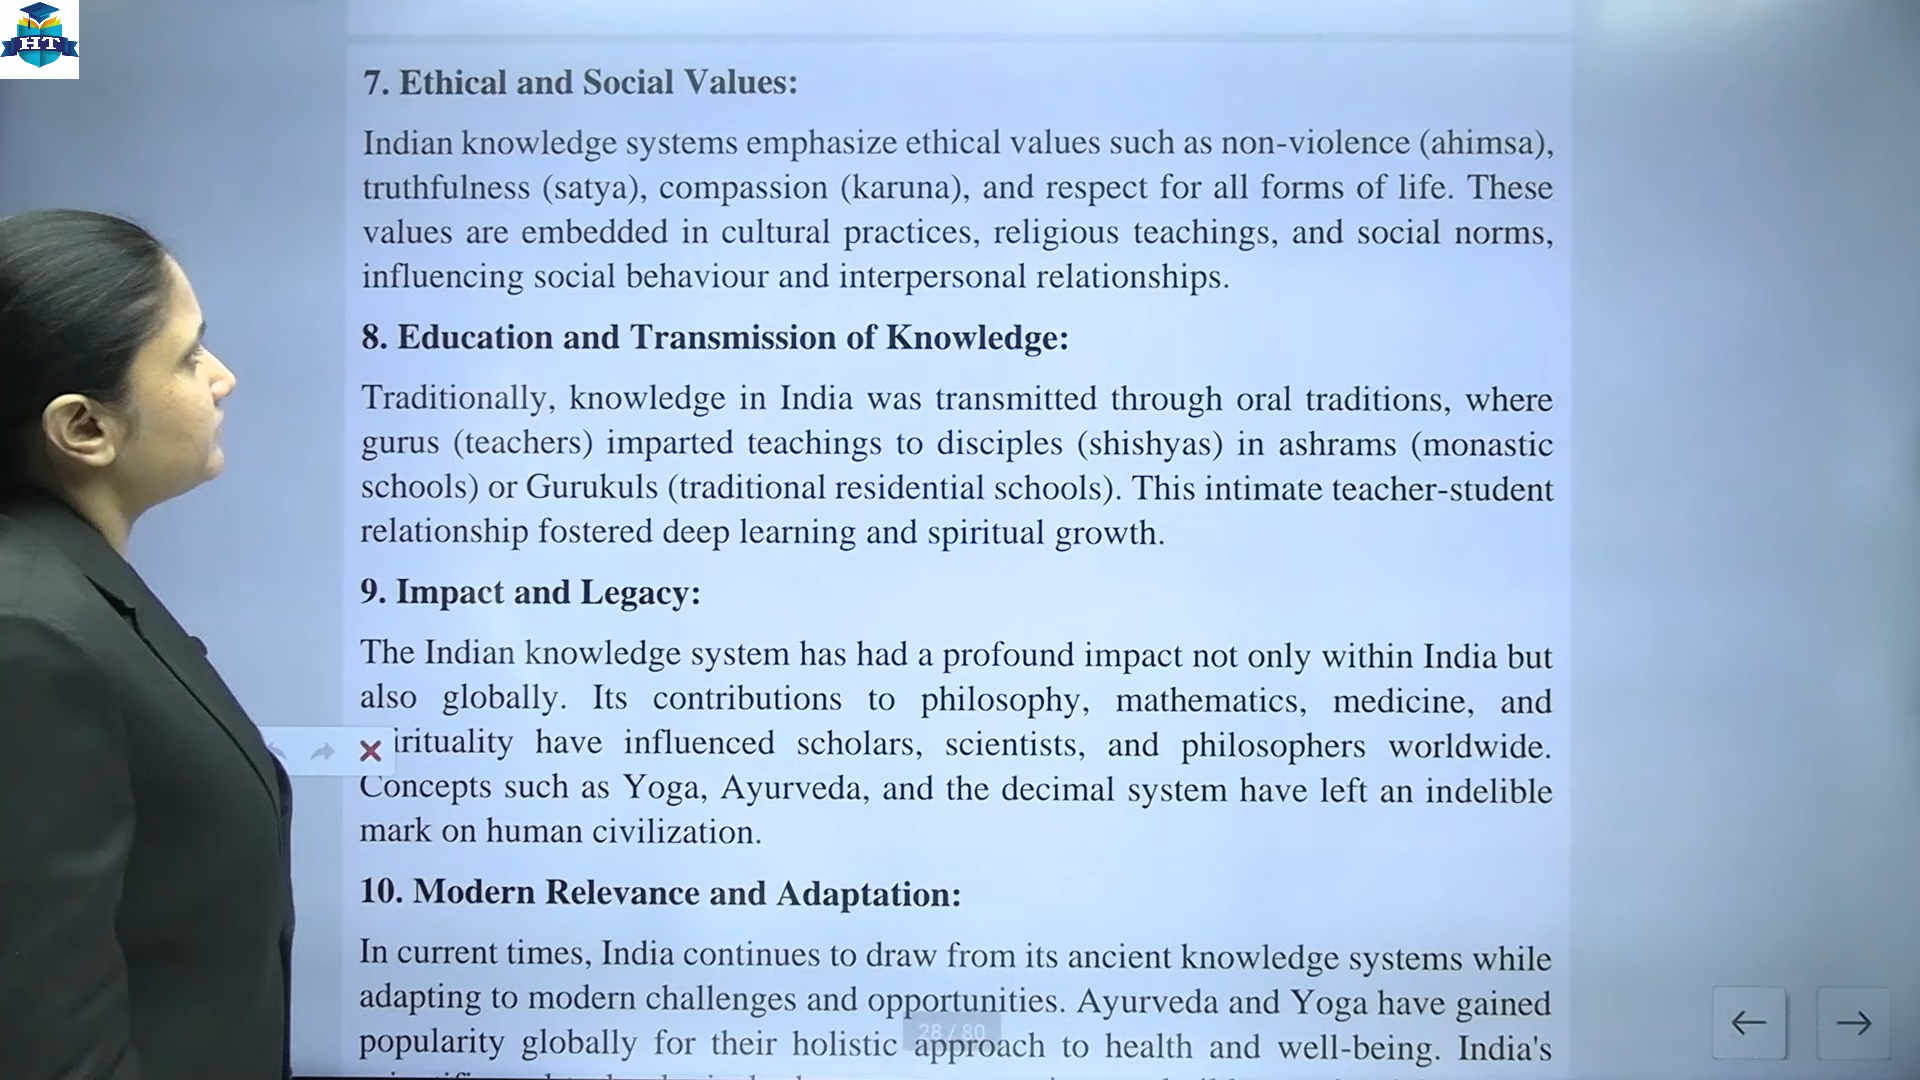 HT
7. Ethical and Social Values:
Indian knowledge systems emphasize ethical values such as non-violence (ahimsa),
truthfulness (satya), compassion (karuna), and respect for all forms of life. These
values are embedded in cultural practices, religious teachings, and social norms,
influencing social behaviour and interpersonal relationships.
8. Education and Transmission of Knowledge:
Traditionally, knowledge in India was transmitted through oral traditions, where
gurus (teachers) imparted teachings to disciples (shishyas) in ashrams (monastic
schools) or Gurukuls (traditional residential schools). This intimate teacher-student
relationship fostered deep learning and spiritual growth.
9. Impact and Legacy:
The Indian knowledge system has had a profound impact not only within India but
also globally. Its contributions to philosophy, mathematics, medicine, and
irituality have influenced scholars, scientists, and philosophers worldwide.
Concepts such as Yoga, Ayurveda, and the decimal system have left an indelible
mark on human civilization.
10. Modern Relevance and Adaptation:
In current times, India continues to draw from its ancient knowledge systems while
adapting to modern challenges and opportunities. Ayurveda and Yoga have gained
popularity globally for their holistic approach to health and well-being. India's
28 / 80